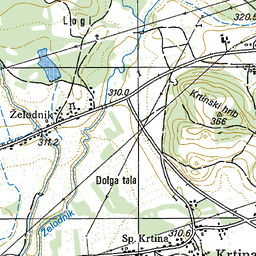 Logi
320.5
310.0
Krtinski hrib
Želodnik
366
311.2
Dolga tala
Želodnik
310.6
Sp. Krtina
Krtina